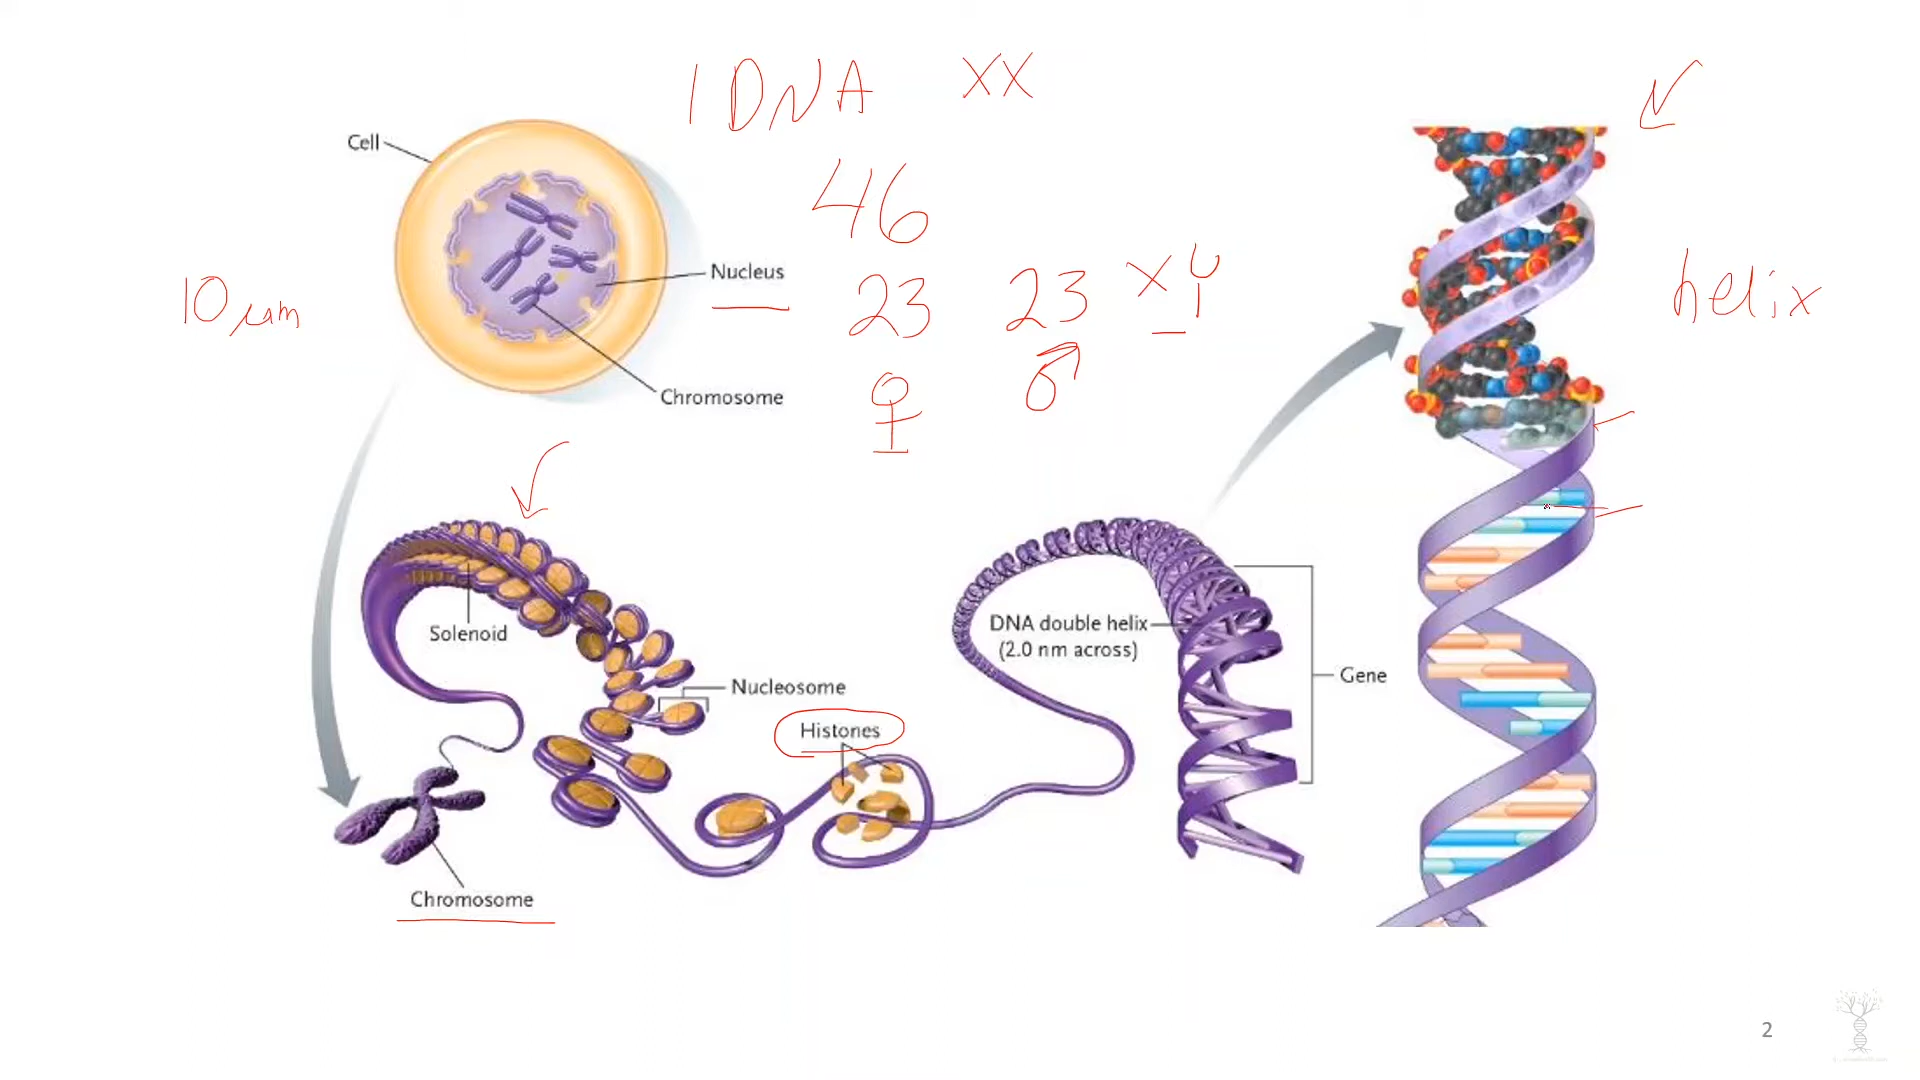 1 DNA XX
Cell
46
Nucleus
10 µm
23 23 XY
Chromosome
helix
♀ ♂
Solenoid
DNA double helix
(2.0 nm across)
Gene
Nucleosome
Histones
Chromosome
2